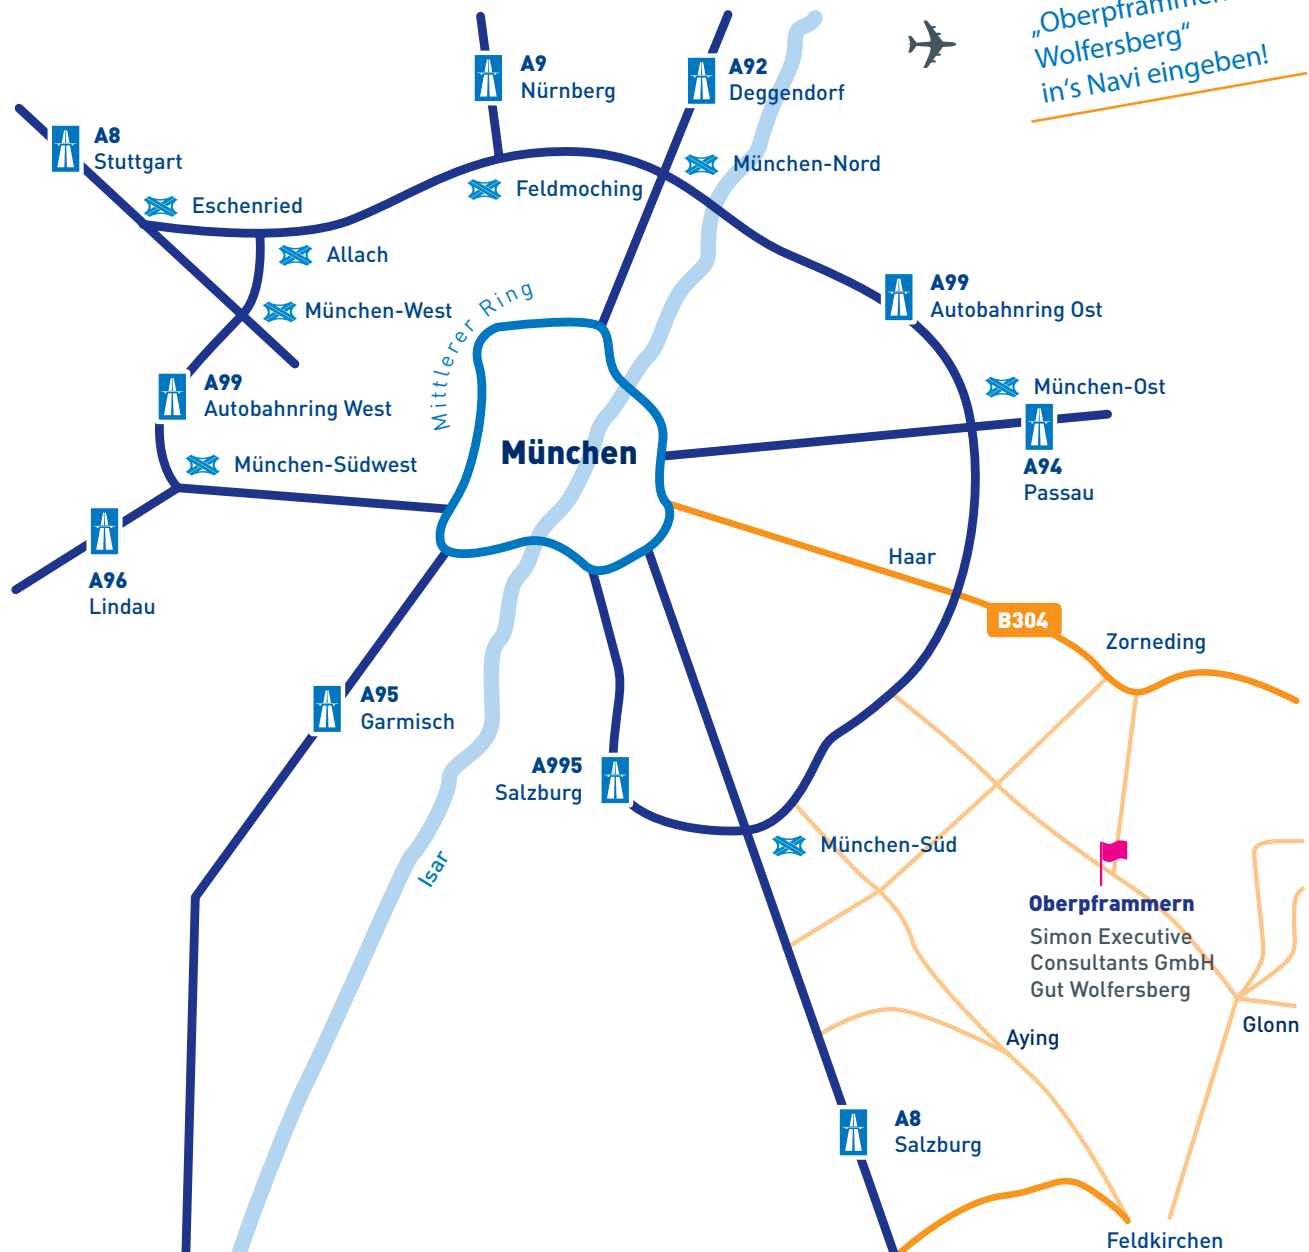 „Oberpframmern
Wolfersberg“
in‘s Navi eingeben!
A9
Nürnberg
A92
Deggendorf
A8
Stuttgart
München-Nord
Feldmoching
Eschenried
Allach
München-West
Mittlerer Ring
A99
Autobahnring Ost
A99
Autobahnring West
München-Ost
München
München-Südwest
A94
Passau
Haar
A96
Lindau
B304
Zorneding
A95
Garmisch
A995
Salzburg
München-Süd
Isar
Oberpframmern
Simon Executive
Consultants GmbH
Gut Wolfersberg
Glonn
Aying
A8
Salzburg
Feldkirchen